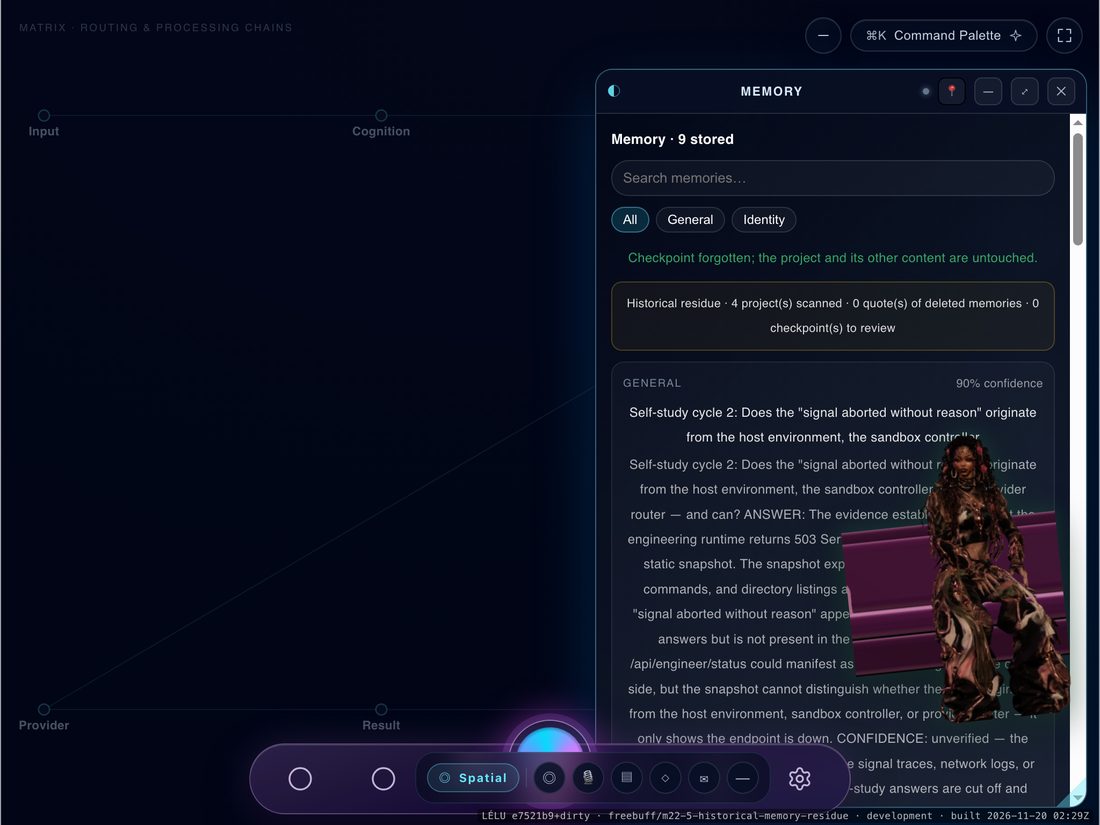 MATRIX · ROUTING & PROCESSING CHAINS
⌘K Command Palette
Input
Cognition
Provider
Result
MEMORY
Memory · 9 stored
Search memories…
All General Identity
Checkpoint forgotten; the project and its other content are untouched.
Historical residue · 4 project(s) scanned · 0 quote(s) of deleted memories · 0
checkpoint(s) to review
GENERAL 90% confidence
Self-study cycle 2: Does the "signal aborted without reason" originate
from the host environment, the sandbox controller
Self-study cycle 2: Does the "signal aborted without originate
from the host environment, the sandbox controller
router — and can? ANSWER: The evidence the
engineering runtime returns 503
static snapshot. The snapshot
commands, and directory listings
"signal aborted without reason"
answers but is not present in the
/api/engineer/status could manifest as
side, but the snapshot cannot distinguish whether the
from the host environment, sandbox controller, or
only shows the endpoint is down. CONFIDENCE: unverified — the
signal traces, network logs, or
-study answers are cut off and
Spatial
LÉLU e7521b9+dirty · freebuff/m22-5-historical-memory-residue · development · built 2026-11-20 02:29Z